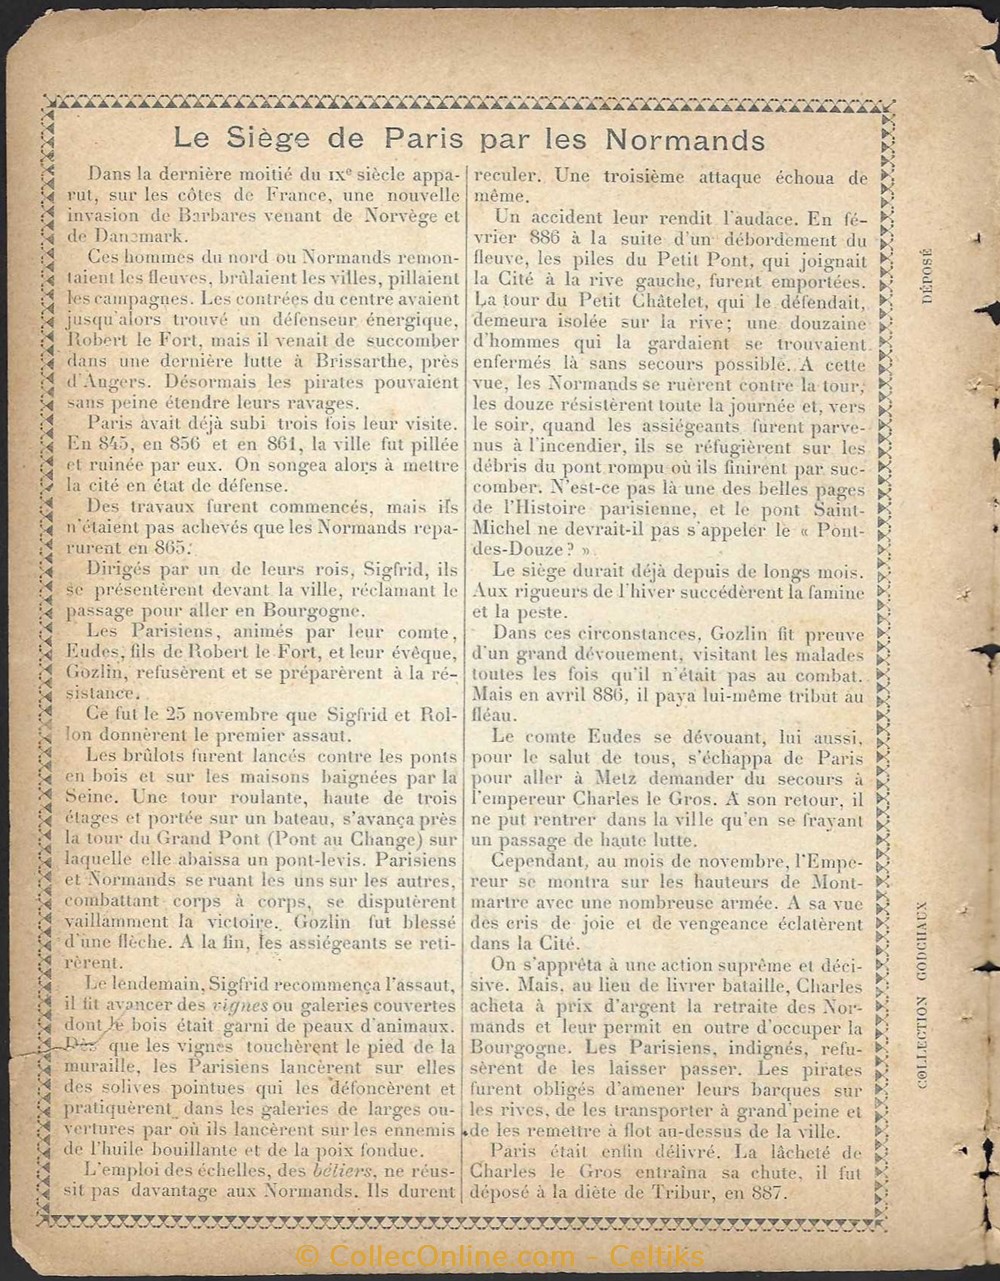 Le Siège de Paris par les Normands
Dans la dernière moitié du IXe siècle appa-
rut, sur les côtes de France, une nouvelle
invasion de Barbares venant de Norvège et
de Danemark.
Ces hommes du nord ou Normands remon-
taient les fleuves, brûlaient les villes, pillaient
les campagnes. Les contrées du centre avaient
jusqu'alors trouvé un défenseur énergique,
Robert le Fort, mais il venait de succomber
dans une dernière lutte à Brissarthe, près
d'Angers. Désormais les pirates pouvaient
sans peine étendre leurs ravages.
Paris avait déjà subi trois fois leur visite.
En 845, en 856 et en 861, la ville fut pillée
et ruinée par eux. On songea alors à mettre
la cité en état de défense.
Des travaux furent commencés, mais ils
n'étaient pas achevés que les Normands repa-
rurent en 865.
Dirigés par un de leurs rois, Sigfrid, ils
se présentèrent devant la ville, réclamant le
passage pour aller en Bourgogne.
Les Parisiens, animés par leur comte,
Eudes, fils de Robert le Fort, et leur évêque,
Gozlin, refusèrent et se préparèrent à la ré-
sistance.
Ce fut le 25 novembre que Sigfrid et Rol-
lon donnèrent le premier assaut.
Les brûlots furent lancés contre les ponts
en bois et sur les maisons baignées par la
Seine. Une tour roulante, haute de trois
étages et portée sur un bateau, s'avança près
la tour du Grand Pont (Pont au Change) sur
laquelle elle abaissa un pont-levis. Parisiens
et Normands se ruant les uns sur les autres,
combattant corps à corps, se disputèrent
vaillamment la victoire. Gozlin fut blessé
d'une flèche. A la fin, les assiégeants se reti-
rèrent.
Le lendemain, Sigfrid recommença l'assaut,
il fit avancer des vignes ou galeries couvertes
dont le bois était garni de peaux d'animaux.
Dès que les vignes touchèrent le pied de la
muraille, les Parisiens lancèrent sur elles
des solives pointues qui les défoncèrent et
pratiquèrent dans les galeries de larges ou-
vertures par où ils lancèrent sur les ennemis
de l'huile bouillante et de la poix fondue.
L'emploi des échelles, des béliers, ne réus-
sit pas davantage aux Normands. Ils durent
reculer. Une troisième attaque échoua de
même.
Un accident leur rendit l'audace. En fé-
vrier 886 à la suite d'un débordement du
fleuve, les piles du Petit Pont, qui joignait
la Cité à la rive gauche, furent emportées.
La tour du Petit Châtelet, qui le défendait,
demeura isolée sur la rive; une douzaine
d'hommes qui la gardaient se trouvaient
enfermés là sans secours possible. A cette
vue, les Normands se ruèrent contre la tour,
les douze résistèrent toute la journée et, vers
le soir, quand les assiégeants furent parve-
nus à l'incendier, ils se réfugièrent sur les
débris du pont rompu où ils finirent par suc-
comber. N'est-ce pas là une des belles pages
de l'Histoire parisienne, et le pont Saint-
Michel ne devrait-il pas s'appeler le « Pont-
des-Douze ? »
Le siège durait déjà depuis de longs mois.
Aux rigueurs de l'hiver succédèrent la famine
et la peste.
Dans ces circonstances, Gozlin fit preuve
d'un grand dévouement, visitant les malades
toutes les fois qu'il n'était pas au combat.
Mais en avril 886, il paya lui-même tribut au
fléau.
Le comte Eudes se dévouant, lui aussi,
pour le salut de tous, s'échappa de Paris
pour aller à Metz demander du secours à
l'empereur Charles le Gros. A son retour, il
ne put rentrer dans la ville qu'en se frayant
un passage de haute lutte.
Cependant, au mois de novembre, l'Empe-
reur se montra sur les hauteurs de Mont-
martre avec une nombreuse armée. A sa vue
des cris de joie et de vengeance éclatèrent
dans la Cité.
On s'apprêta à une action suprême et déci-
sive. Mais, au lieu de livrer bataille, Charles
acheta à prix d'argent la retraite des Nor-
mands et leur permit en outre d'occuper la
Bourgogne. Les Parisiens, indignés, refu-
sèrent de les laisser passer. Les pirates
furent obligés d'amener leurs barques sur
les rives, de les transporter à grand'peine et
de les remettre à flot au-dessus de la ville.
Paris était enfin délivré. La lâcheté de
Charles le Gros entraîna sa chute, il fut
déposé à la diète de Tribur, en 887.
COLLECTION GODCHAUX
DÉPOSÉ
© CollecOnline.com - Celtiks